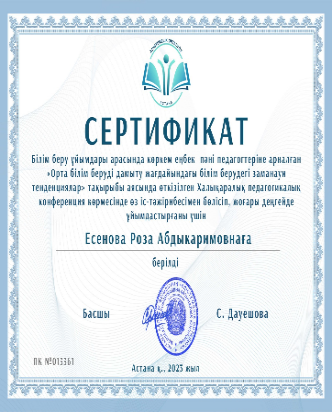 СЕРТИФИКАТ
Білім беру ұйымдары арасында көркем еңбек пәні педагогтеріне арналған
«Орта білім беруді дамыту жағдайындағы білім берудегі заманауи
тенденциялар» тақырыбы аясында өткізілген Халықаралық педагогикалық
конференция көрмесінде өз іс-тәжірибесімен бөлісіп, жоғары деңгейде
ұйымдастырғаны үшін
Есенова Роза Абдыкаримовнаға
берілді
Басшы С. Дауешова
ПК №013361
Астана қ., 2025 жыл